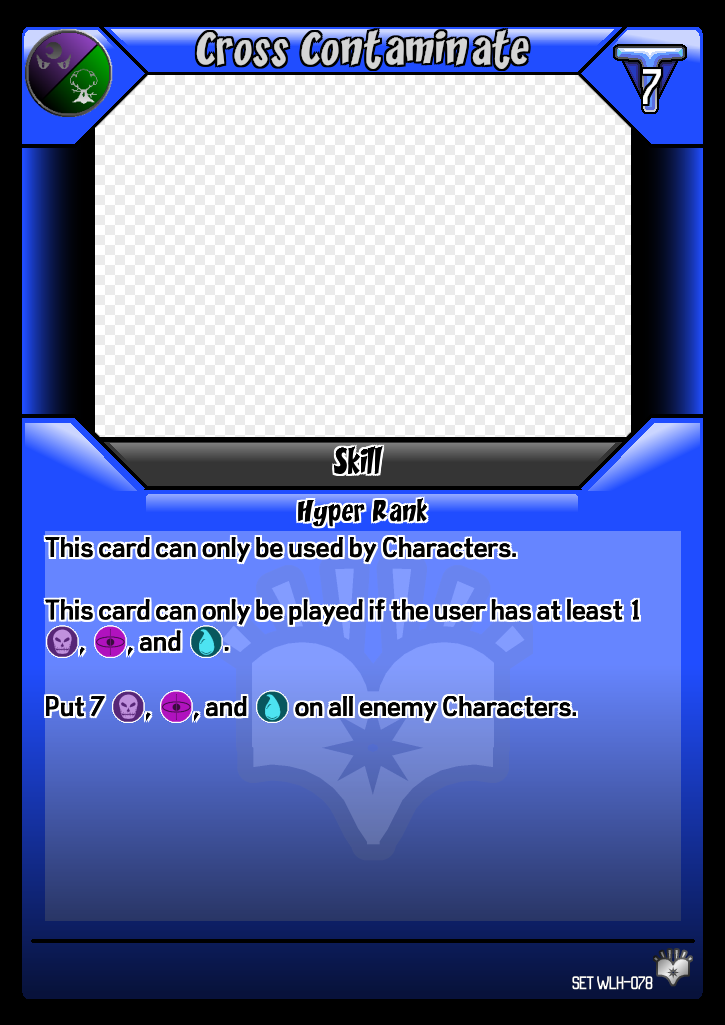 Cross Contaminate
7
Skill
Hyper Rank
This card can only be used by Characters.
This card can only be played if the user has at least 1
, , and .
Put 7 , , and on all enemy Characters.
SET WLH-078